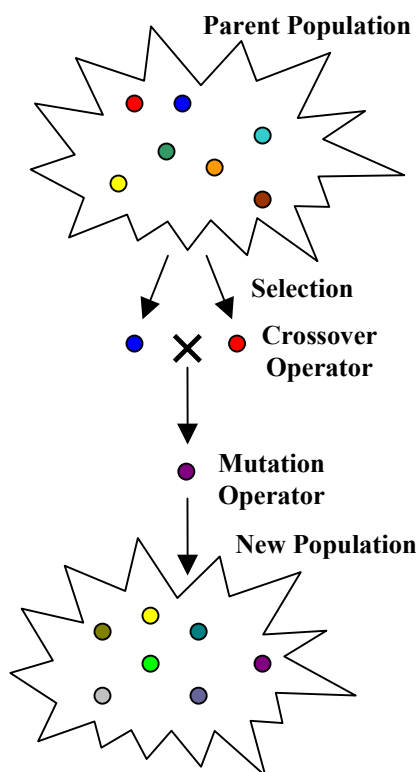 Parent Population
Selection
Crossover
Operator
Mutation
Operator
New Population